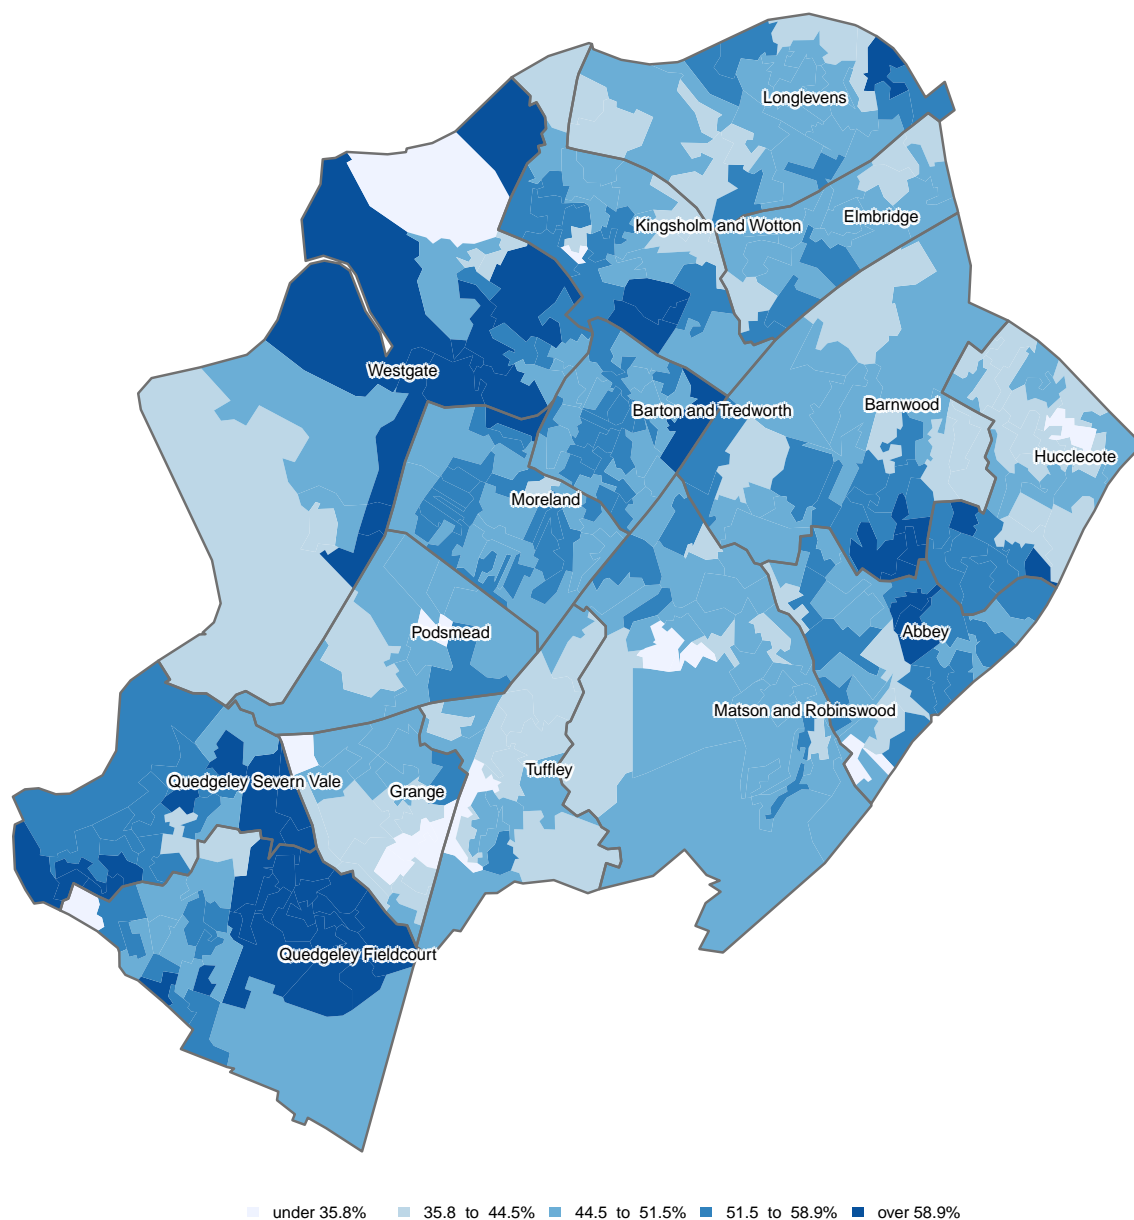 Longlevens
Elmbridge
Kingsholm and Wotton
Westgate
Barton and Tredworth
Barnwood
Hucclecote
Moreland
Podsmead
Abbey
Matson and Robinswood
Tuffley
Quedgeley Severn Vale
Grange
Quedgeley Fieldcourt
under 35.8% 35.8 to 44.5% 44.5 to 51.5% 51.5 to 58.9% over 58.9%